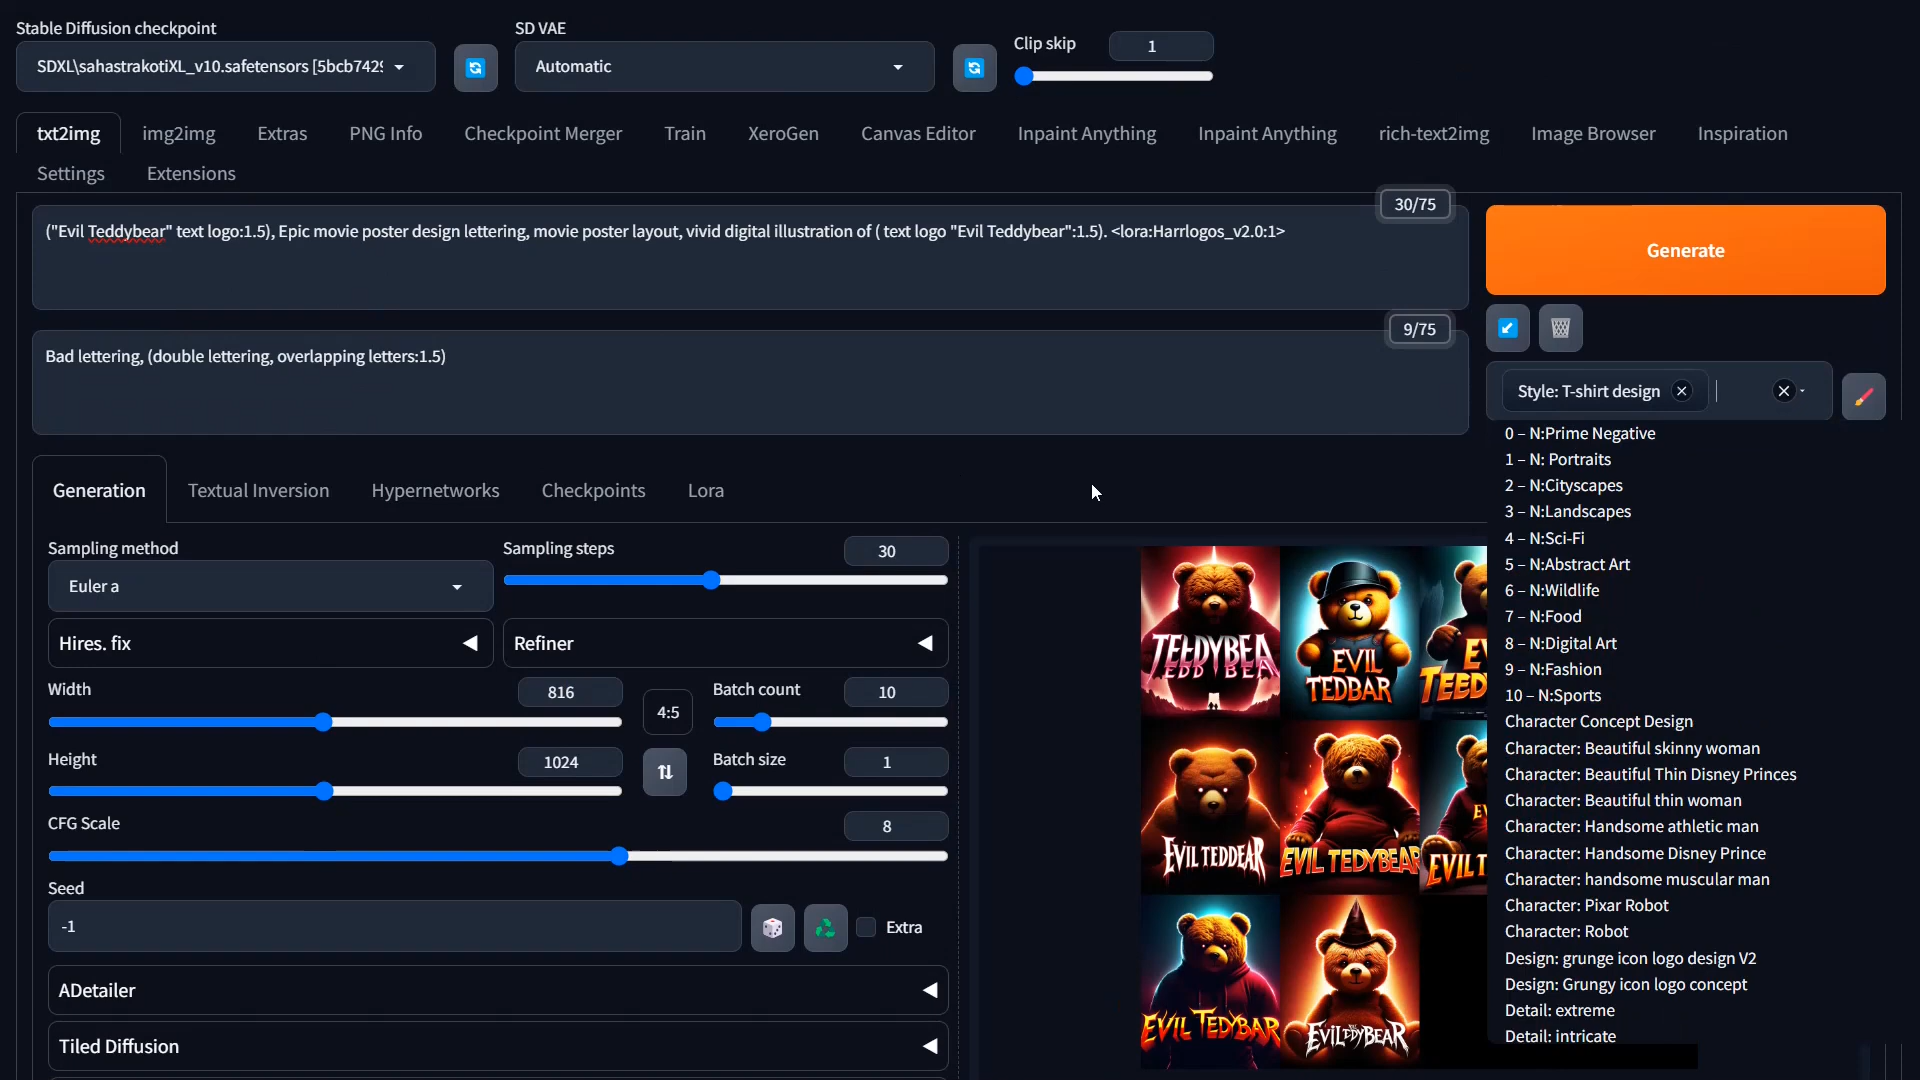 Stable Diffusion checkpoint
SDXL\sahastrakotiXL_v10.safetensors [5bcb7429
SD VAE
Automatic
Clip skip
1
txt2img
img2img
Extras
PNG Info
Checkpoint Merger
Train
XeroGen
Canvas Editor
Inpaint Anything
Inpaint Anything
rich-text2img
Image Browser
Inspiration
Settings
Extensions
30/75
("Evil Teddybear" text logo:1.5), Epic movie poster design lettering, movie poster layout, vivid digital illustration of ( text logo "Evil Teddybear":1.5). <lora:Harrlogos_v2.0:1>
Generate
9/75
Bad lettering, (double lettering, overlapping letters:1.5)
Style: T-shirt design
0 – N:Prime Negative
1 – N: Portraits
2 – N:Cityscapes
3 – N:Landscapes
4 – N:Sci-Fi
5 – N:Abstract Art
6 – N:Wildlife
7 – N:Food
8 – N:Digital Art
9 – N:Fashion
10 – N:Sports
Character Concept Design
Character: Beautiful skinny woman
Character: Beautiful Thin Disney Princes
Character: Beautiful thin woman
Character: Handsome athletic man
Character: Handsome Disney Prince
Character: handsome muscular man
Character: Pixar Robot
Character: Robot
Design: grunge icon logo design V2
Design: Grungy icon logo concept
Detail: extreme
Detail: intricate
Generation
Textual Inversion
Hypernetworks
Checkpoints
Lora
Sampling method
Euler a
Sampling steps
30
Hires. fix
Refiner
Width
816
4:5
Batch count
10
Height
1024
Batch size
1
CFG Scale
8
Seed
-1
Extra
ADetailer
Tiled Diffusion
TEEDYBEA
EDD BEA
EVIL
TEDBAR
EV
TEED
EVIL TEDDEAR
EVIL TEDYBEAR
EVIL T
EVIL TEDYBAR